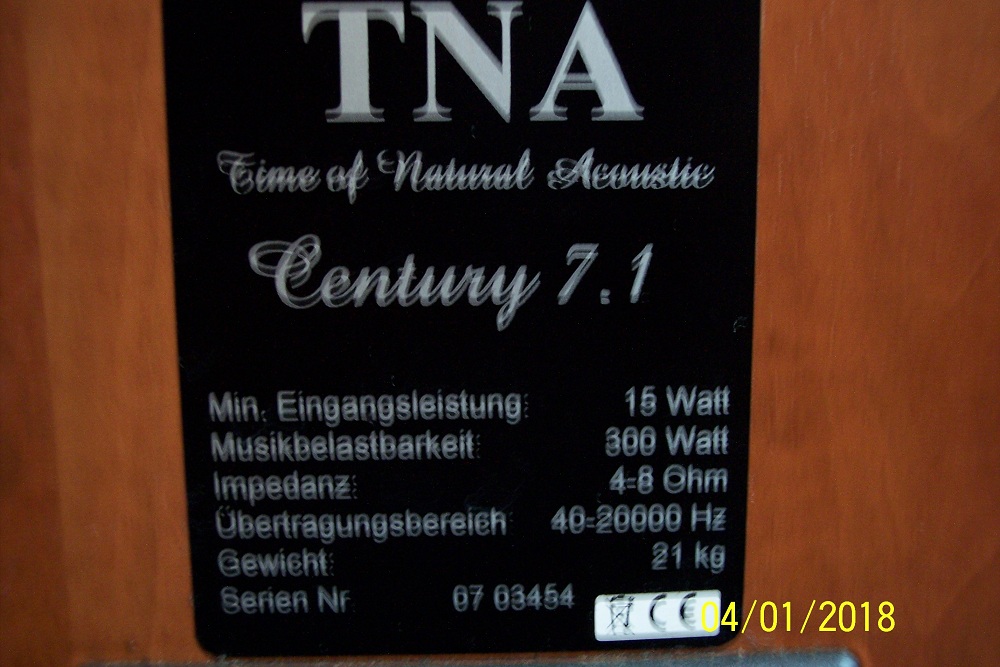 TNA
Time of Natural Acoustic
Century 7.1
Min. Eingangsleistung: 15 Watt
Musikbelastbarkeit: 300 Watt
Impedanz: 4-8 Ohm
Übertragungsbereich 40-20000 Hz
Gewicht: 21 kg
Serien Nr 07 03454
CE
04/01/2018